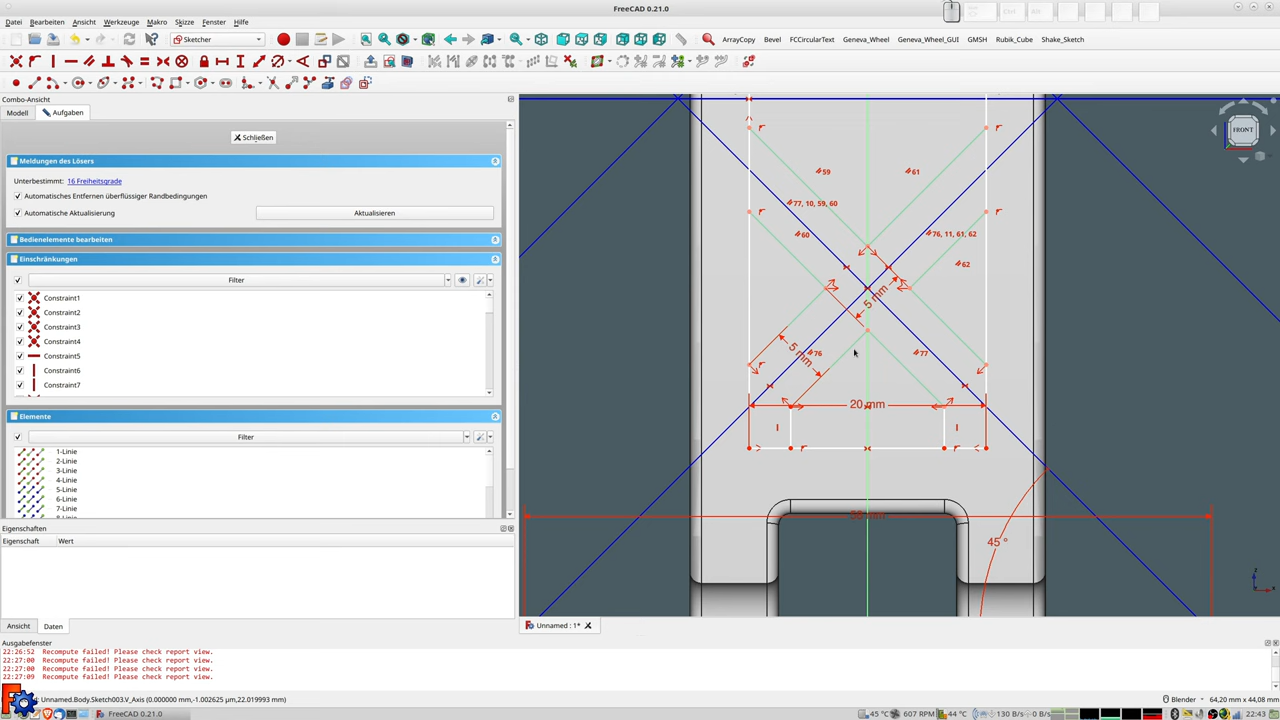 FreeCAD 0.21.0
Datei Bearbeiten Ansicht Werkzeuge Makro Skizze Fenster Hilfe
Sketcher
ArrayCopy Bevel FCCircularText Geneva_Wheel Geneva_Wheel_GUI GMSH Rubik_Cube Shake_Sketch
Combo-Ansicht
Modell Aufgaben
Schließen
Meldungen des Lösers
Unterbestimmt: 16 Freiheitsgrade
Automatisches Entfernen überflüssiger Randbedingungen
Automatische Aktualisierung
Aktualisieren
Bedienelemente bearbeiten
Einschränkungen
Filter
Constraint1
Constraint2
Constraint3
Constraint4
Constraint5
Constraint6
Constraint7
Elemente
Filter
1-Linie
2-Linie
3-Linie
4-Linie
5-Linie
6-Linie
7-Linie
Eigenschaften
Eigenschaft Wert
Ansicht Daten
FRONT
59
61
77, 10, 59, 60
60
76, 11, 61, 62
62
5 mm
5 mm
76
77
20 mm
45 °
Unnamed : 1*
Ausgabefenster
22:26:52 Recompute failed! Please check report view.
22:27:00 Recompute failed! Please check report view.
22:27:00 Recompute failed! Please check report view.
22:27:09 Recompute failed! Please check report view.
Unnamed.Body.Sketch003.V_Axis (0.000000 mm,-1.002625 µm,22.019993 mm)
Blender
64,20 mm × 44,08 mm
FreeCAD 0.21.0
45 °C 607 RPM 44 °C 130 B/s 0 B/s
22:43